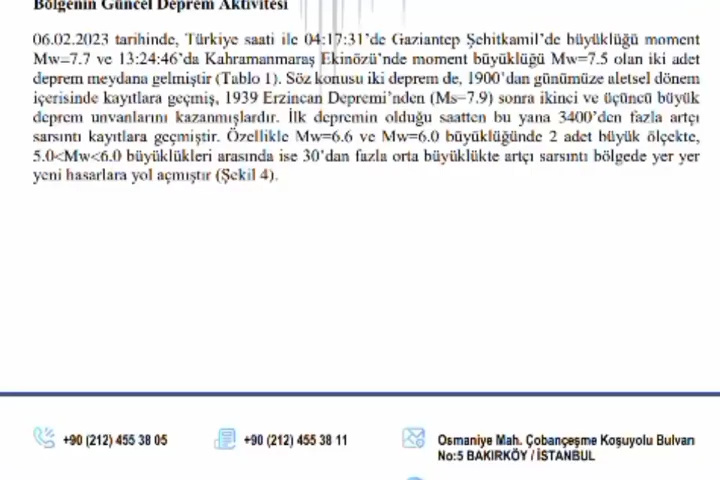 Bölgenin Güncel Deprem Aktivitesi
06.02.2023 tarihinde, Türkiye saati ile 04:17:31'de Gaziantep Şehitkamil'de büyüklüğü moment
Mw=7.7 ve 13:24:46'da Kahramanmaraş Ekinözü'nde moment büyüklüğü Mw=7.5 olan iki adet
deprem meydana gelmiştir (Tablo 1). Söz konusu iki deprem de, 1900'dan günümüze aletsel dönem
içerisinde kayıtlara geçmiş, 1939 Erzincan Depremi'nden (Ms=7.9) sonra ikinci ve üçüncü büyük
deprem unvanlarını kazanmışlardır. İlk depremin olduğu saatten bu yana 3400'den fazla artçı
sarsıntı kayıtlara geçmiştir. Özellikle Mw=6.6 ve Mw=6.0 büyüklüğünde 2 adet büyük ölçekte,
5.0<Mw<6.0 büyüklükleri arasında ise 30'dan fazla orta büyüklükte artçı sarsıntı bölgede yer yer
yeni hasarlara yol açmıştır (Şekil 4).
+90 (212) 455 38 05
+90 (212) 455 38 11
Osmaniye Mah. Çobançeşme Koşuyolu Bulvarı
No:5 BAKIRKÖY / İSTANBUL